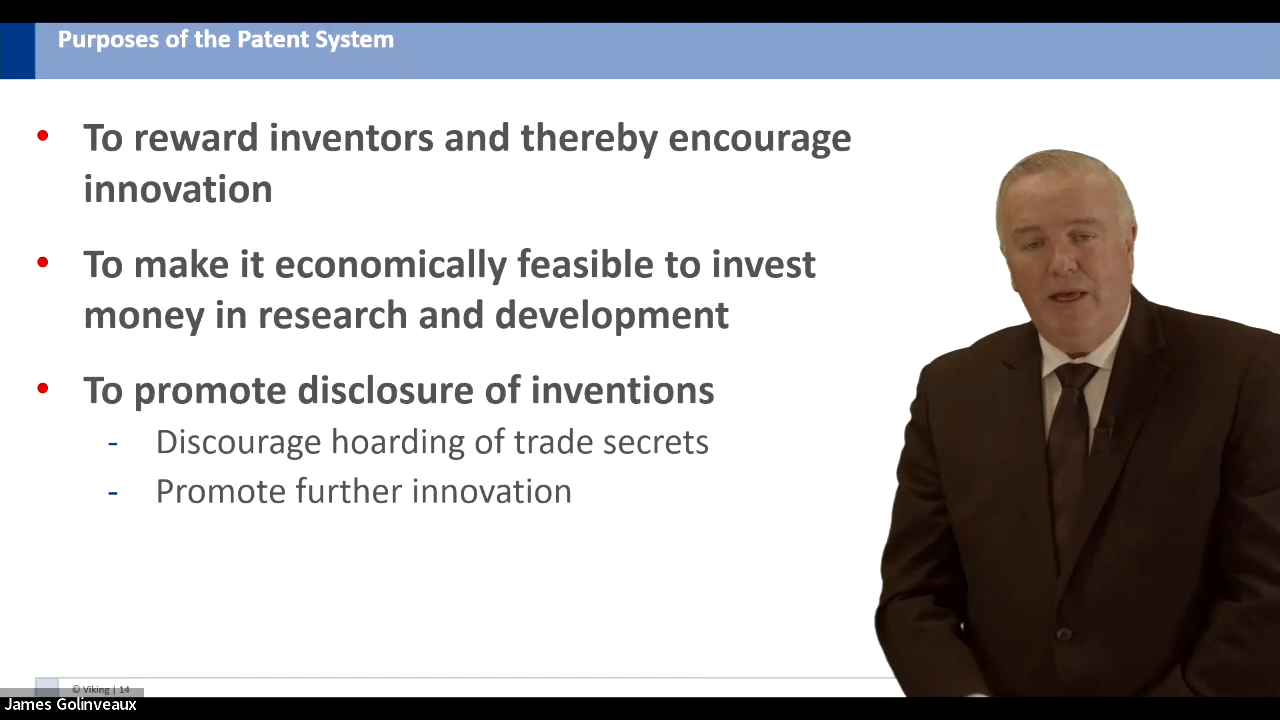 Purposes of the Patent System
• To reward inventors and thereby encourage
innovation
• To make it economically feasible to invest
money in research and development
• To promote disclosure of inventions
- Discourage hoarding of trade secrets
- Promote further innovation
© Viking | 14
James Golinveaux